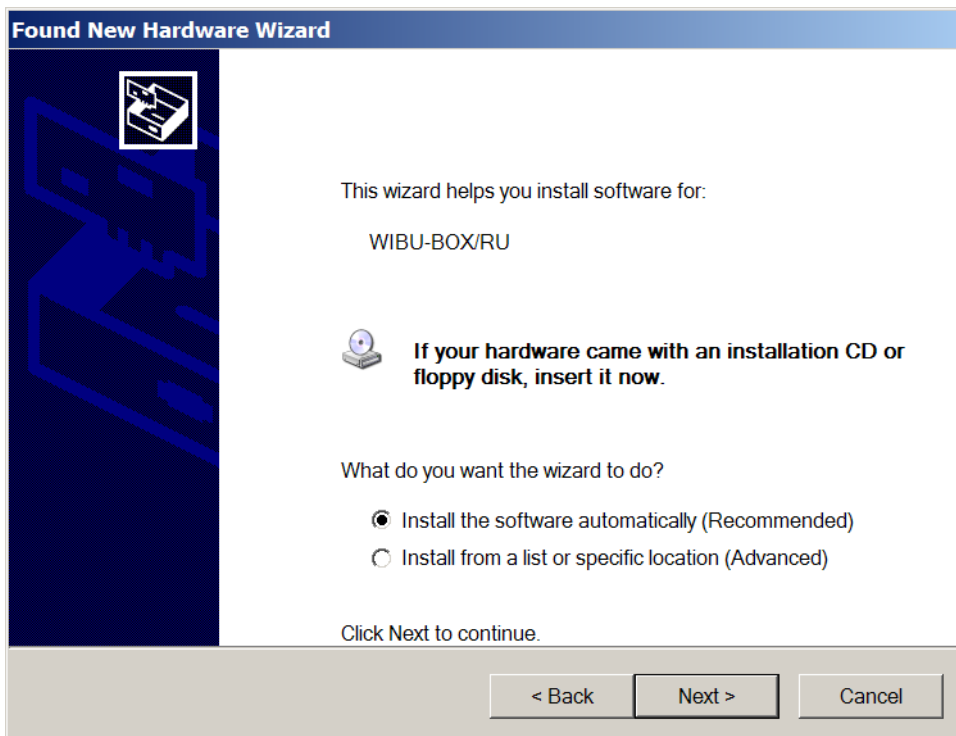 Found New Hardware Wizard
This wizard helps you install software for:
WIBU-BOX/RU
If your hardware came with an installation CD or
floppy disk, insert it now.
What do you want the wizard to do?
Install the software automatically (Recommended)
Install from a list or specific location (Advanced)
Click Next to continue.
< Back
Next >
Cancel